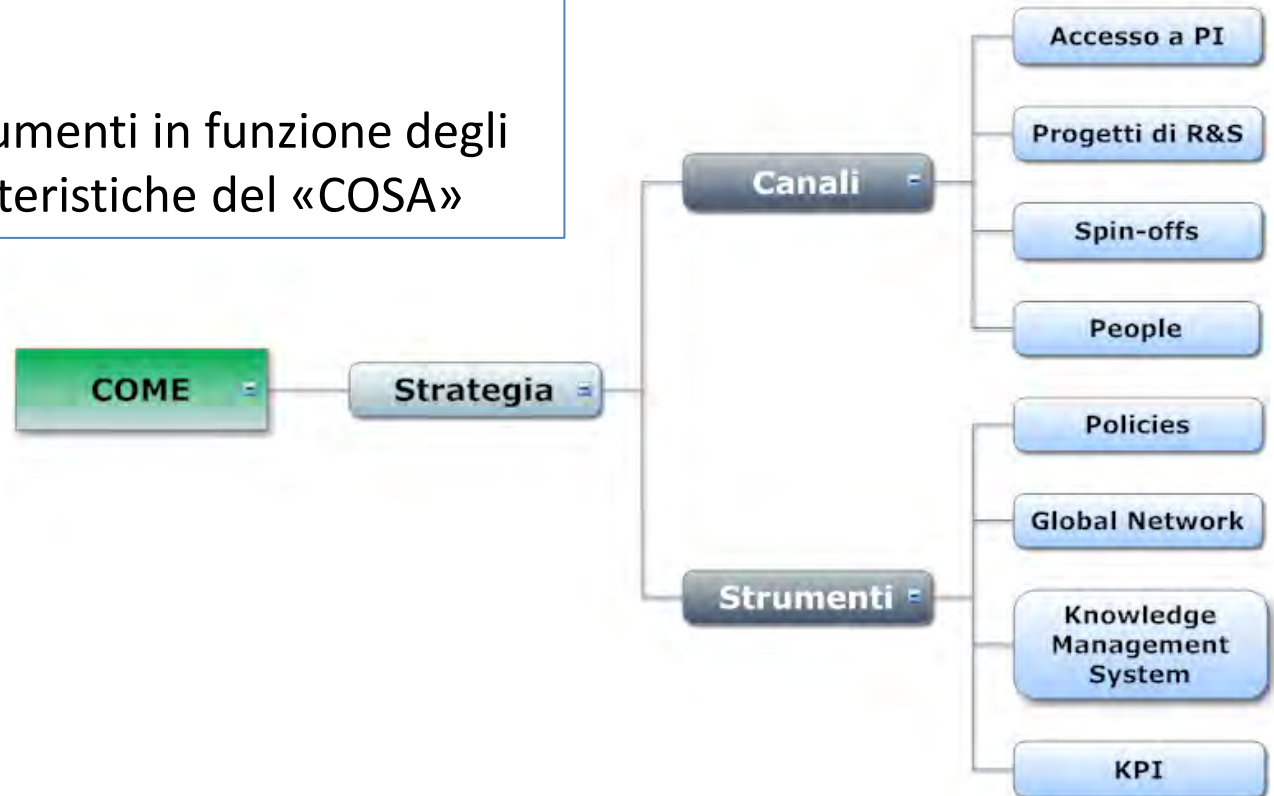 umenti in funzione degli
tteristiche del «COSA»
COME
Strategia
Canali
Accesso a PI
Progetti di R&S
Spin-offs
People
Strumenti
Policies
Global Network
Knowledge
Management
System
KPI